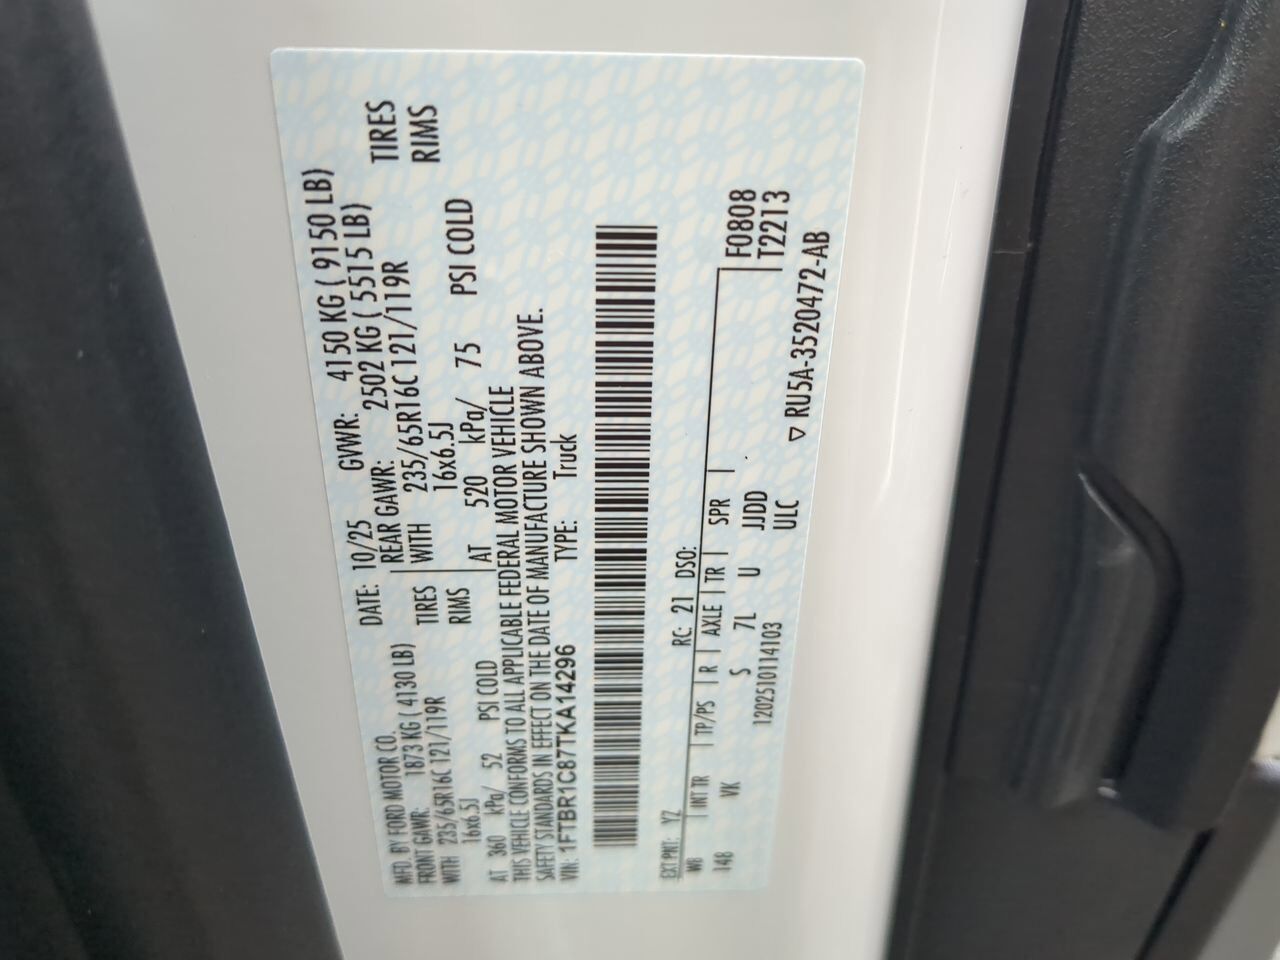 MFD. BY FORD MOTOR CO. DATE: 10/25 GVWR: 4150 KG ( 9150 LB)
FRONT GAWR: 1873 KG ( 4130 LB) REAR GAWR: 2502 KG ( 5515 LB)
WITH 235/65R16C 121/119R TIRES WITH 235/65R16C 121/119R TIRES
16x6.5J RIMS 16x6.5J RIMS
AT 360 kPa/ 52 PSI COLD AT 520 kPa/ 75 PSI COLD
THIS VEHICLE CONFORMS TO ALL APPLICABLE FEDERAL MOTOR VEHICLE
SAFETY STANDARDS IN EFFECT ON THE DATE OF MANUFACTURE SHOWN ABOVE.
VIN: 1FTBR1C87TKA14296 TYPE: Truck
EXT PNT: YZ RC: 21 DSO:
WB INT TR TP/PS R AXLE TR SPR F0808
148 VK S 7L U JJDD T2213
1202510114103 ULC
▽ RU5A-3520472-AB